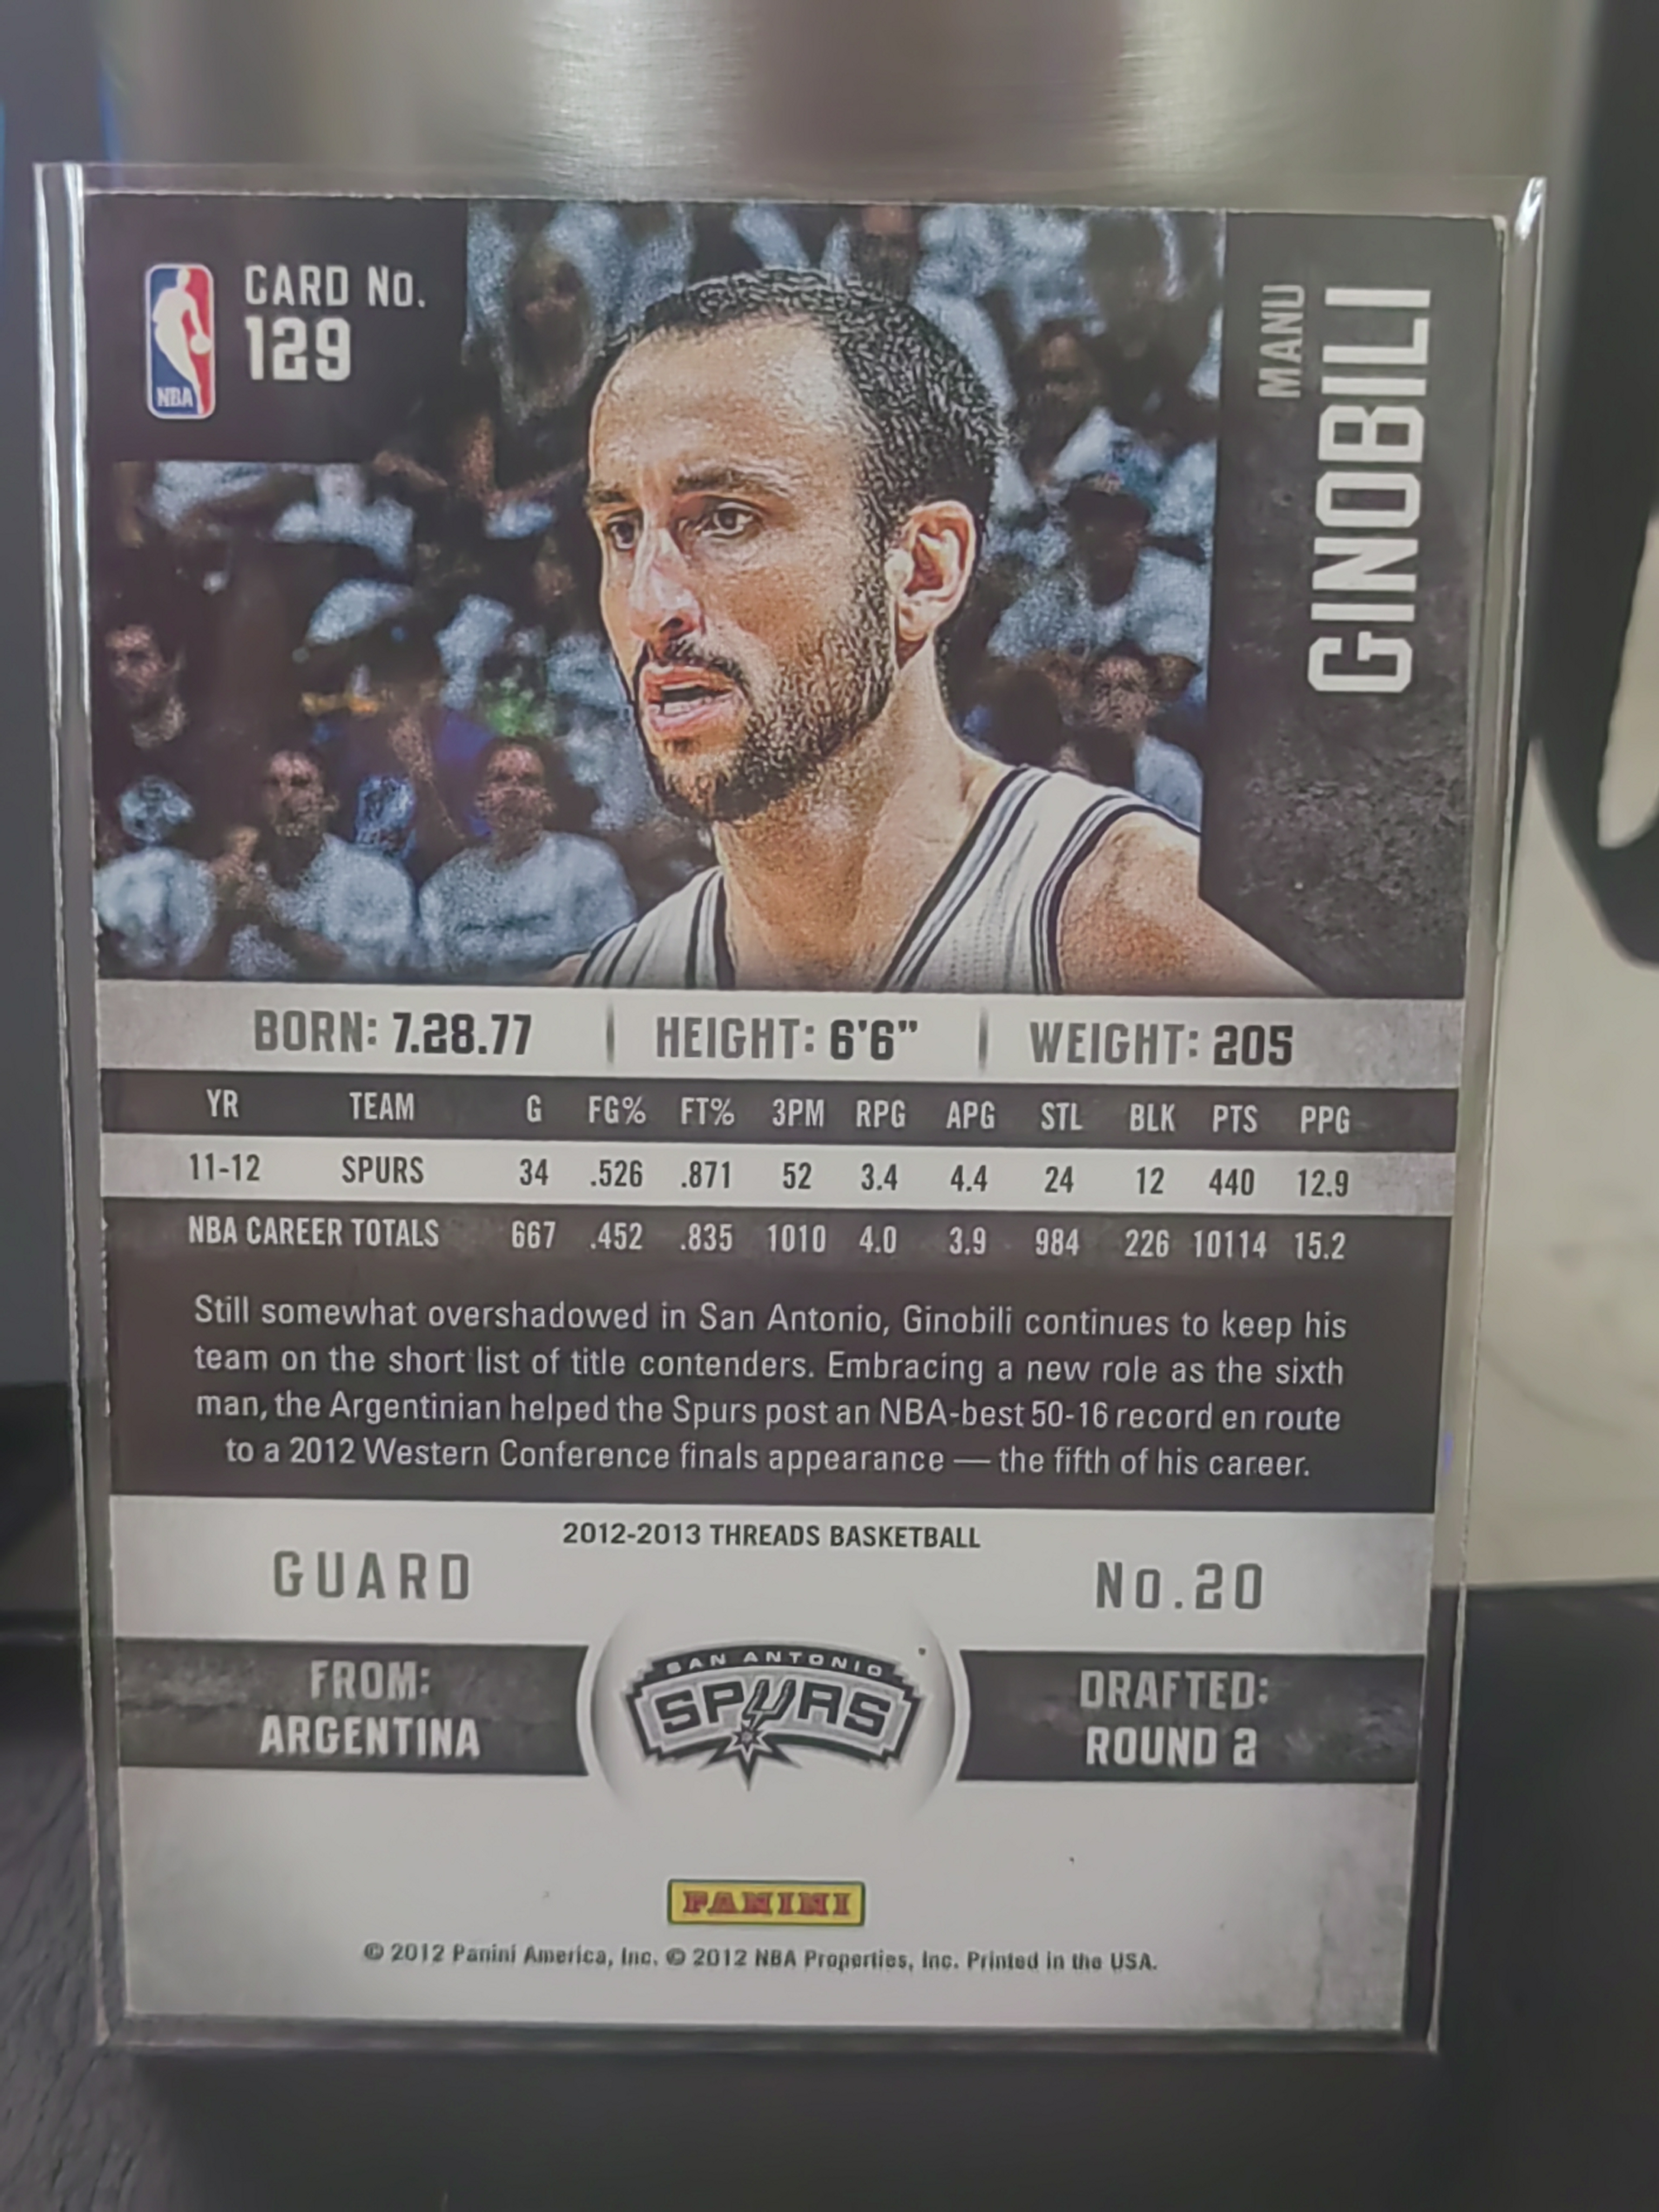 CARD No.
129
NBA
MANU
GINOBILI
BORN: 7.28.77 | HEIGHT: 6'6" | WEIGHT: 205
YR TEAM G FG% FT% 3PM RPG APG STL BLK PTS PPG
11-12 SPURS 34 .526 .871 52 3.4 4.4 24 12 440 12.9
NBA CAREER TOTALS 667 .452 .835 1010 4.0 3.9 984 226 10114 15.2
Still somewhat overshadowed in San Antonio, Ginobili continues to keep his
team on the short list of title contenders. Embracing a new role as the sixth
man, the Argentinian helped the Spurs post an NBA-best 50-16 record en route
to a 2012 Western Conference finals appearance — the fifth of his career.
2012-2013 THREADS BASKETBALL
GUARD No.20
FROM:
ARGENTINA
SAN ANTONIO
SPURS
DRAFTED:
ROUND 2
PANINI
© 2012 Panini America, Inc. © 2012 NBA Properties, Inc. Printed in the USA.